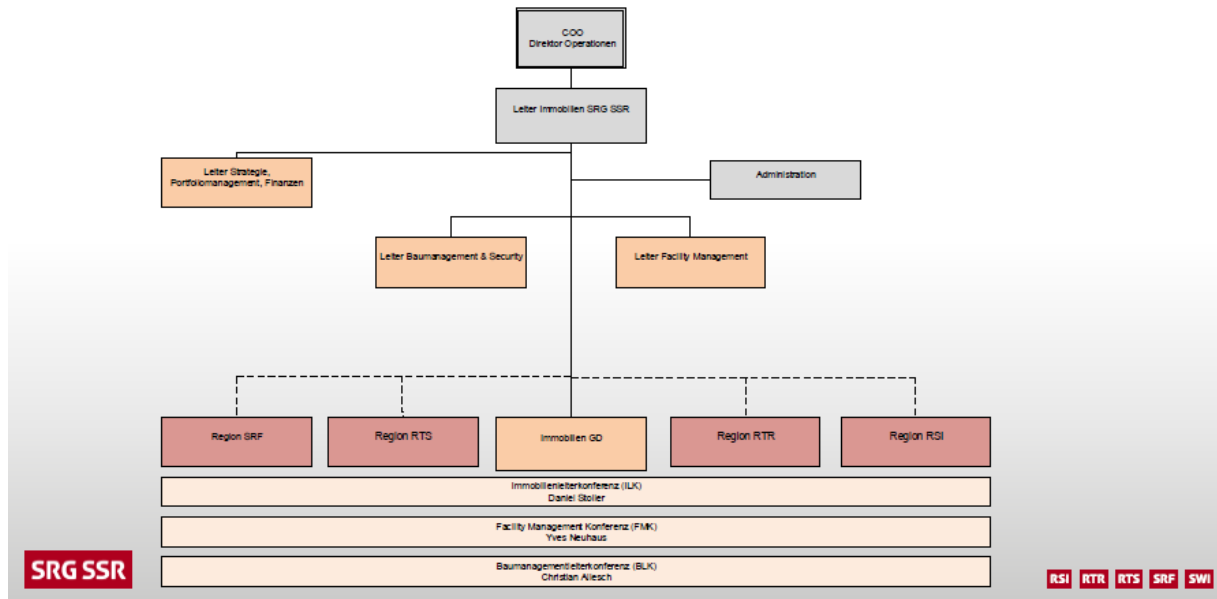 COO
Direktor Operationen
Leiter Immobilien SRG SSR
Leiter Strategie,
Portfoliomanagement, Finanzen
Administration
Leiter Baumanagement & Security
Leiter Facility Management
Region SRF
Region RTS
Immobilien GD
Region RTR
Region RSI
Immobilienleiterkonferenz (ILK)
Daniel Stoller
Facility Management Konferenz (FMK)
Yves Neuhaus
Baumanagementleiterkonferenz (BLK)
Christian Allesch
SRG SSR
RSI RTR RTS SRF SWI